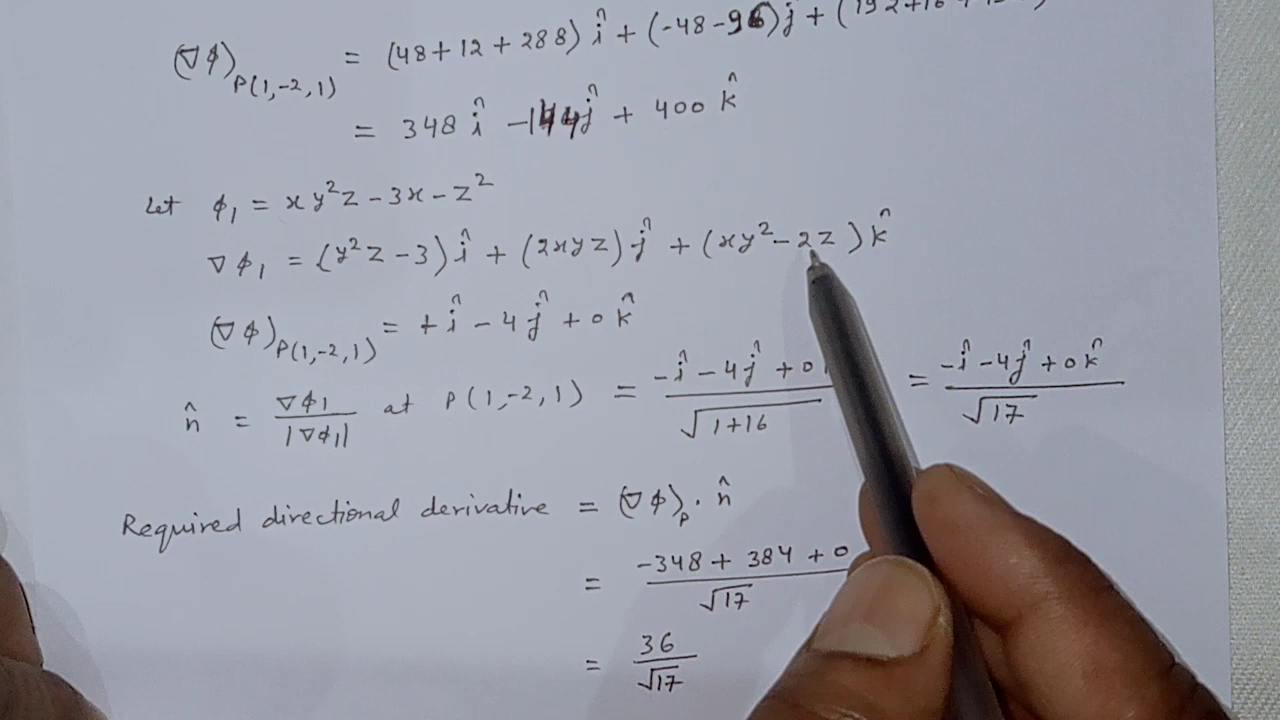 (∇φ)P(1,-2,1) = (48+12+288) î + (-48-96) ĵ + (192+16
= 348 î - 144 ĵ + 400 k̂
Let φ₁ = xy²z - 3x - z²
∇φ₁ = (y²z - 3) î + (2xyz) ĵ + (xy² - 2z) k̂
(∇φ)P(1,-2,1) = + î - 4 ĵ + 0 k̂
n̂ = ∇φ₁/|∇φ₁| at P(1,-2,1) = (-î - 4ĵ + 0)/√(1+16) = (-î - 4ĵ + 0k̂)/√17
Required directional derivative = (∇φ)P · n̂
= (-348 + 384 + 0)/√17
= 36/√17